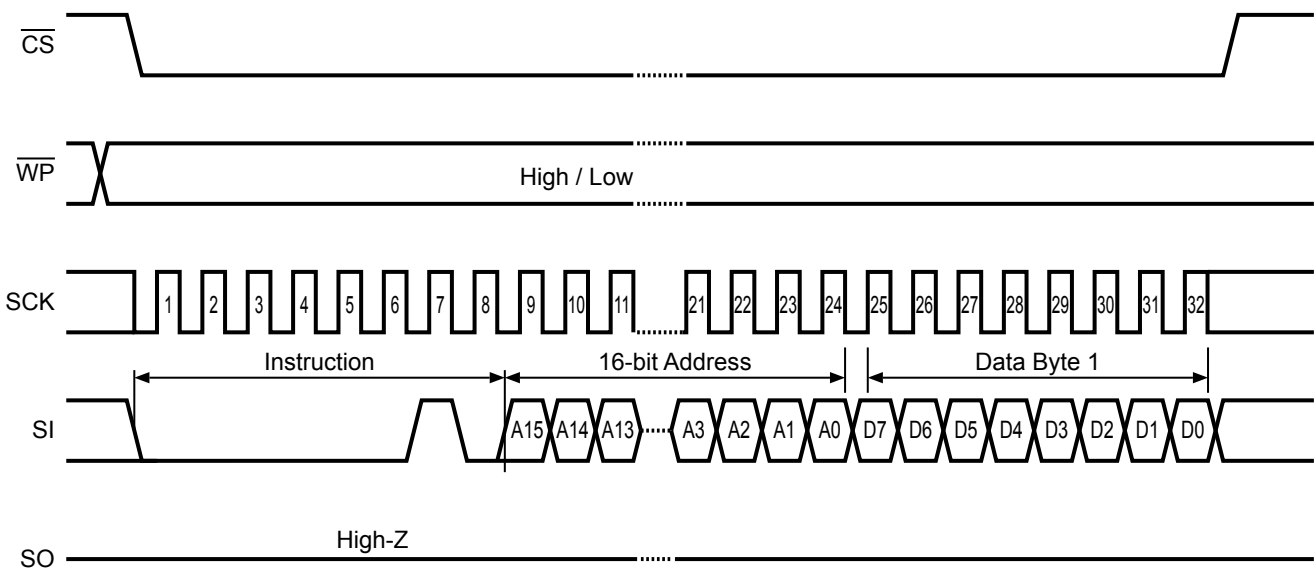 CS
WP
High / Low
SCK
1 2 3 4 5 6 7 8 9 10 11 21 22 23 24 25 26 27 28 29 30 31 32
Instruction 16-bit Address Data Byte 1
SI
A15 A14 A13 A3 A2 A1 A0 D7 D6 D5 D4 D3 D2 D1 D0
High-Z
SO